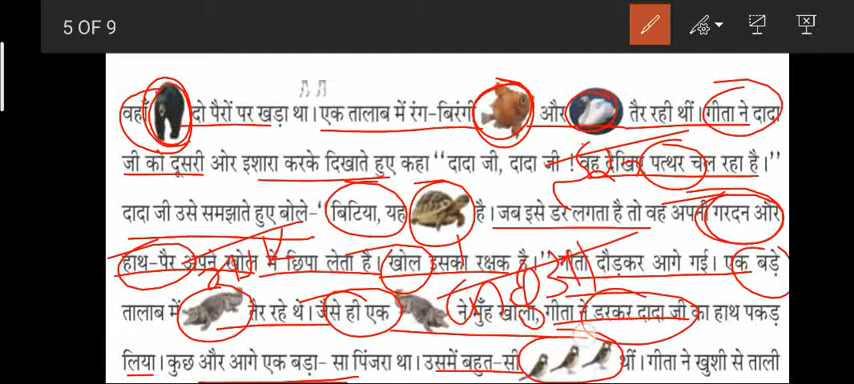 5 OF 9
वहाँ दो पैरों पर खड़ा था। एक तालाब में रंग-बिरंगी और तैर रही थीं। गीता ने दादा
जी को दूसरी ओर इशारा करके दिखाते हुए कहा “ दादा जी, दादा जी ! वह देखिए पत्थर चल रहा है।”
दादा जी उसे समझाते हुए बोले- “ बिटिया, यह है। जब इसे डर लगता है तो वह अपनी गरदन और
हाथ-पैर अपने खोल में छिपा लेता है। खोल इसका रक्षक है।” गीता दौड़कर आगे गई। एक बड़े
तालाब में तैर रहे थे। जैसे ही एक ने मुँह खोला, गीता ने डरकर दादा जी का हाथ पकड़
लिया। कुछ और आगे एक बड़ा- सा पिंजरा था। उसमें बहुत-सी थीं। गीता ने खुशी से ताली